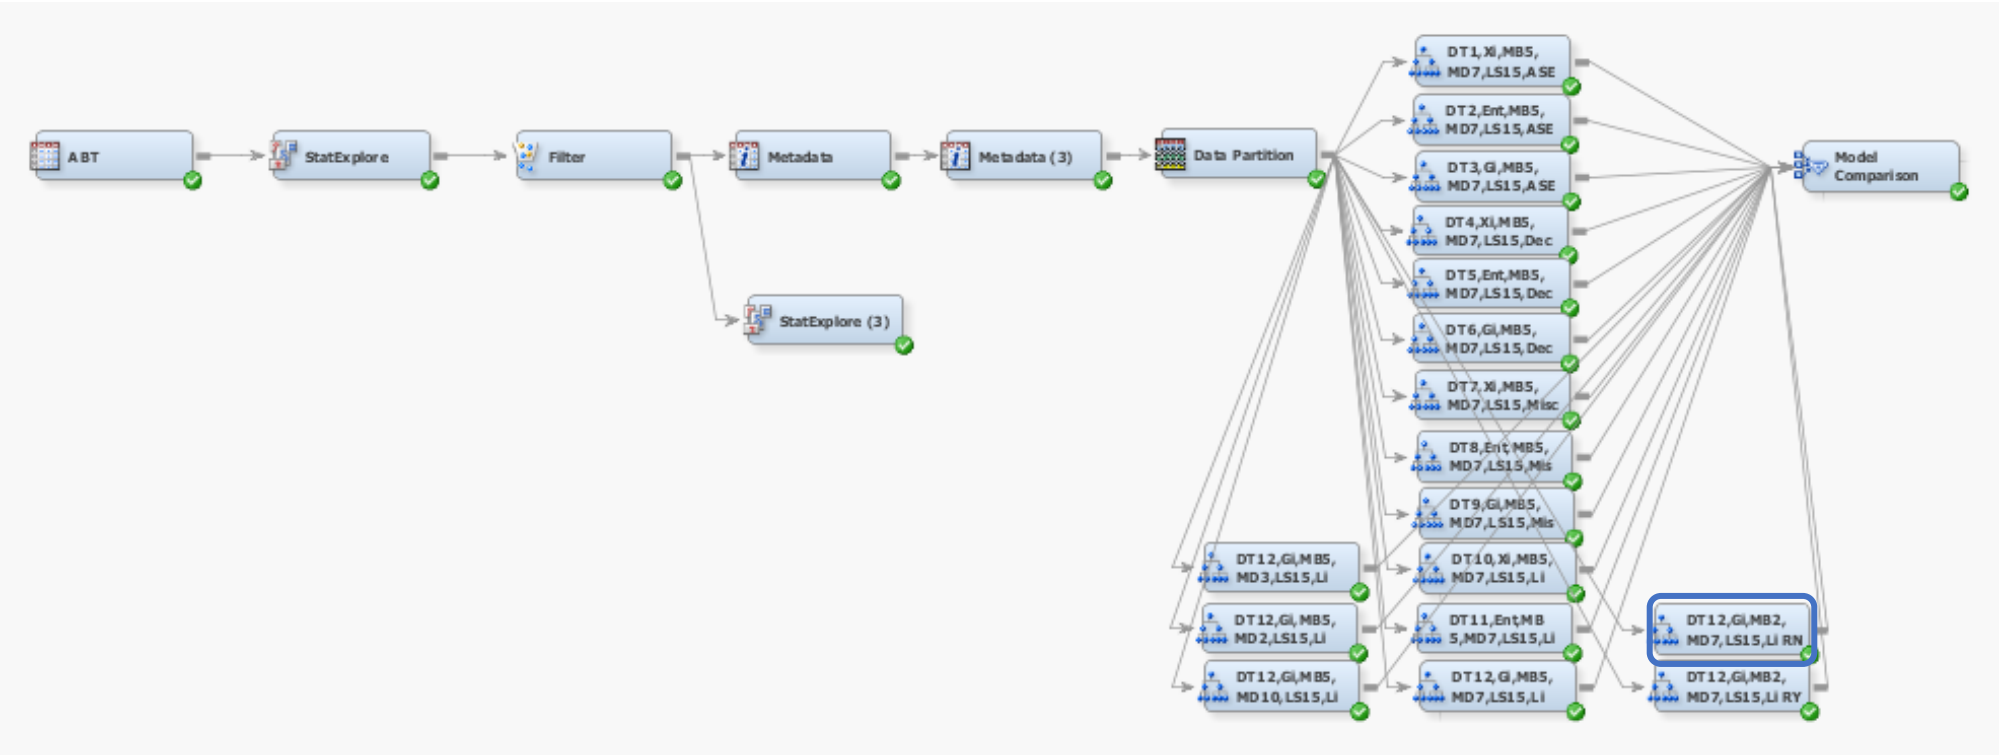 ABT
StatExplore
Filter
Metadata
Metadata (3)
Data Partition
StatExplore (3)
DT1,Xi,MB5,
MD7,LS15,ASE
DT2,Ent,MB5,
MD7,LS15,ASE
DT3,Gi,MB5,
MD7,LS15,ASE
DT4,Xi,MB5,
MD7,LS15,Dec
DT5,Ent,MB5,
MD7,LS15,Dec
DT6,Gi,MB5,
MD7,LS15,Dec
DT7,Xi,MB5,
MD7,LS15,Misc
DT8,Ent,MB5,
MD7,LS15,Mis
DT9,Gi,MB5,
MD7,LS15,Mis
DT10,Xi,MB5,
MD7,LS15,Li
DT11,Ent,MB
5,MD7,LS15,Li
DT12,Gi,MB5,
MD7,LS15,Li
DT12,Gi,MB5,
MD3,LS15,Li
DT12,Gi,MB5,
MD2,LS15,Li
DT12,Gi,MB5,
MD10,LS15,Li
DT12,Gi,MB2,
MD7,LS15,Li RN
DT12,Gi,MB2,
MD7,LS15,Li RY
Model
Comparison